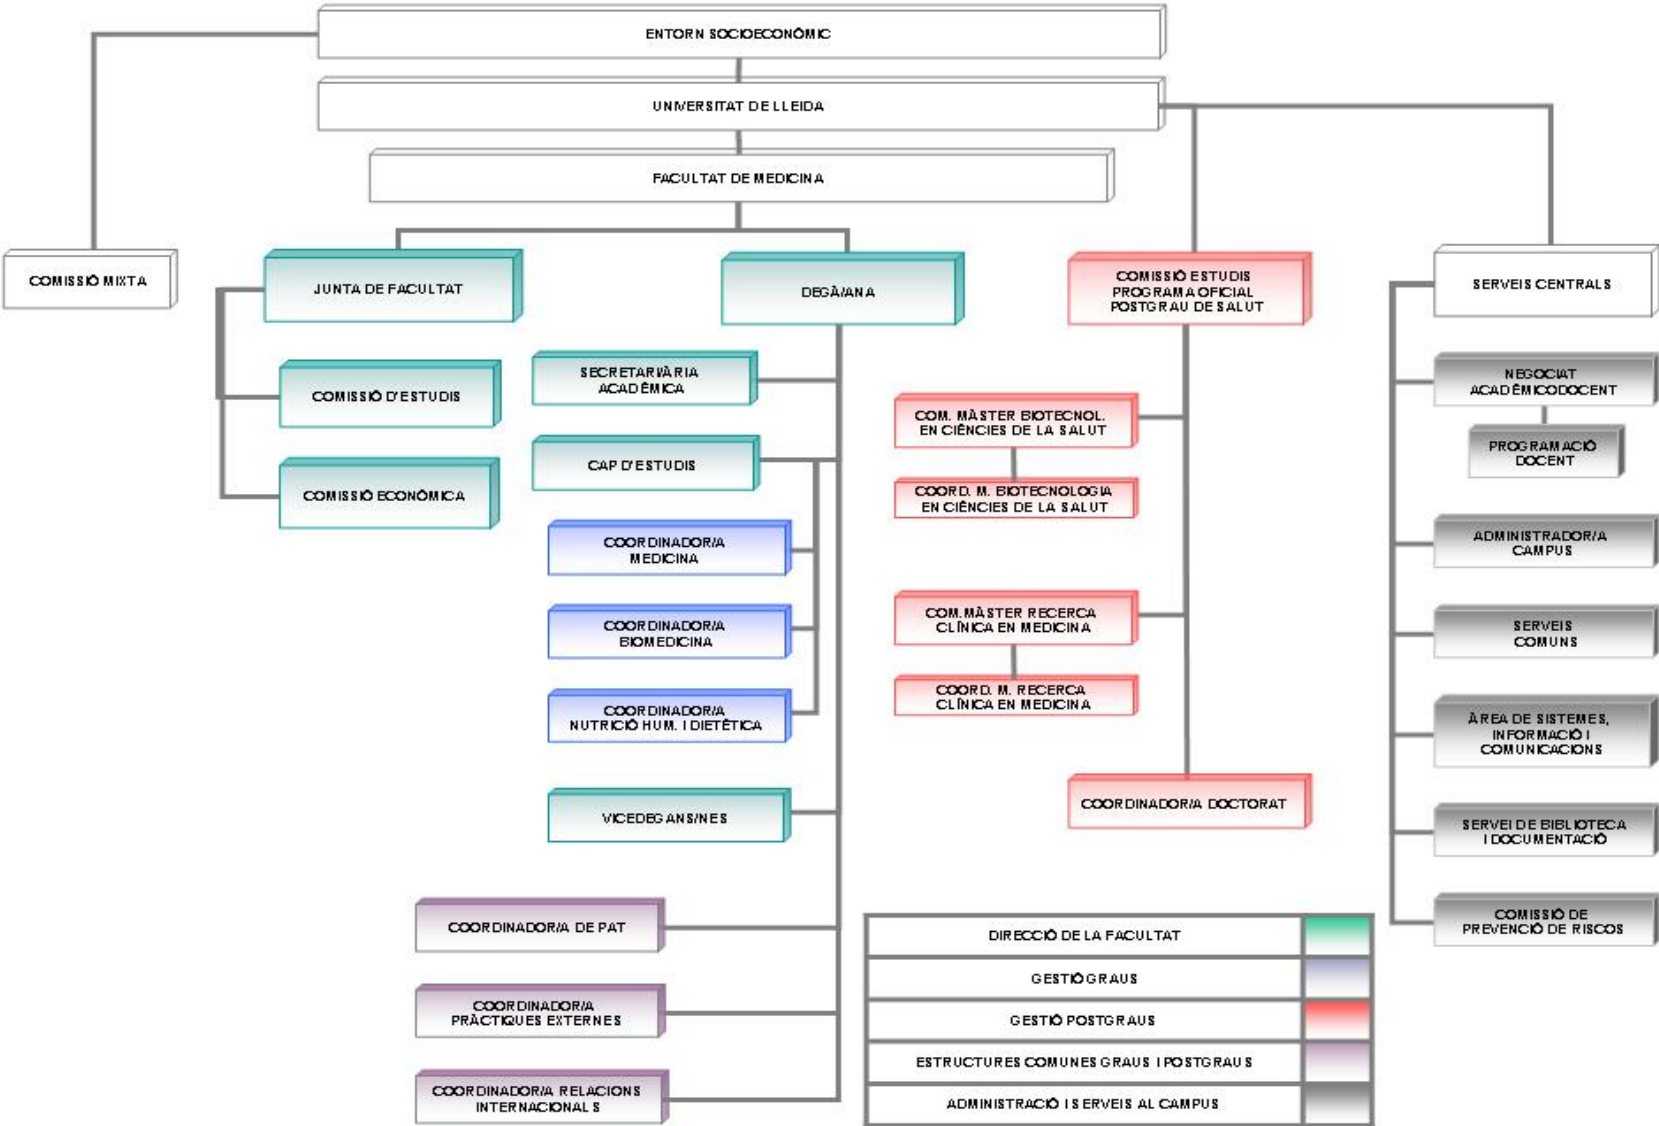 ENTORN SOCIOECONÒMIC
UNIVERSITAT DE LLEIDA
FACULTAT DE MEDICINA
COMISSIÓ MIXTA
JUNTA DE FACULTAT
DEGÀ/ANA
COMISSIÓ ESTUDIS
PROGRAMA OFICIAL
POSTGRAU DE SALUT
SERVEIS CENTRALS
COMISSIÓ D'ESTUDIS
COMISSIÓ ECONÒMICA
SECRETARI/ÀRIA
ACADÈMICA
CAP D'ESTUDIS
COORDINADOR/A
MEDICINA
COORDINADOR/A
BIOMEDICINA
COORDINADOR/A
NUTRICIÓ HUM. I DIETÈTICA
VICEDEGANS/NES
COORDINADOR/A DE PAT
COORDINADOR/A
PRÀCTIQUES EXTERNES
COORDINADOR/A RELACIONS
INTERNACIONALS
COM. MÀSTER BIOTECNOL.
EN CIÈNCIES DE LA SALUT
COORD. M. BIOTECNOLOGIA
EN CIÈNCIES DE LA SALUT
COM.MÀSTER RECERCA
CLÍNICA EN MEDICINA
COORD. M. RECERCA
CLÍNICA EN MEDICINA
COORDINADOR/A DOCTORAT
NEGOCIAT
ACADÈMICODOCENT
PROGRAMACIÓ
DOCENT
ADMINISTRADOR/A
CAMPUS
SERVEIS
COMUNS
ÀREA DE SISTEMES,
INFORMACIÓ I
COMUNICACIONS
SERVEI DE BIBLIOTECA
I DOCUMENTACIÓ
COMISSIÓ DE
PREVENCIÓ DE RISCOS
DIRECCIÓ DE LA FACULTAT
GESTIÓ GRAUS
GESTIÓ POSTGRAUS
ESTRUCTURES COMUNES GRAUS I POSTGRAUS
ADMINISTRACIÓ I SERVEIS AL CAMPUS